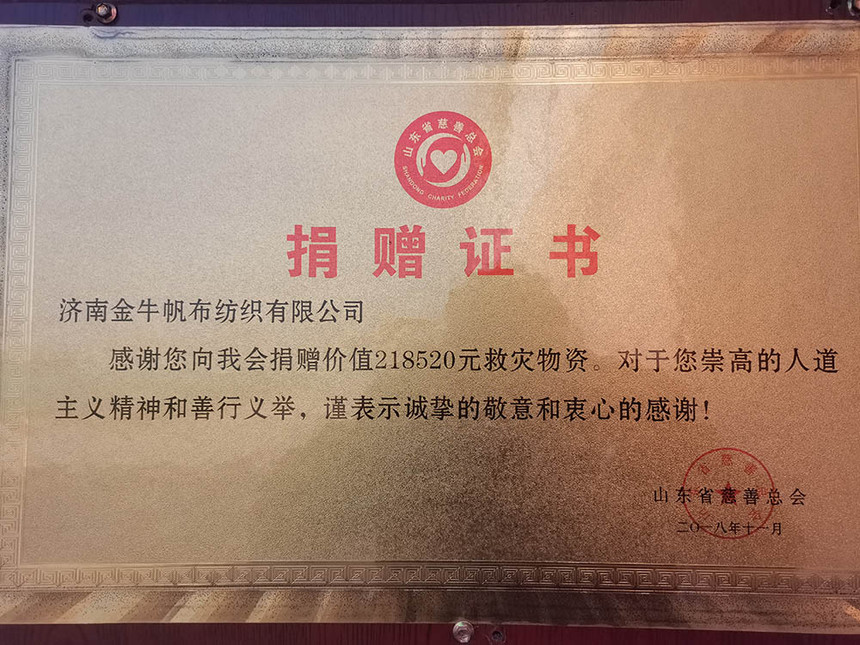 山东省慈善总会
SHANDONG CHARITY FEDERATION
捐赠证书
济南金牛帆布纺织有限公司
感谢您向我会捐赠价值218520元救灾物资。对于您崇高的人道
主义精神和善行义举，谨表示诚挚的敬意和衷心的感谢！
山东省慈善总会
二〇一八年十一月